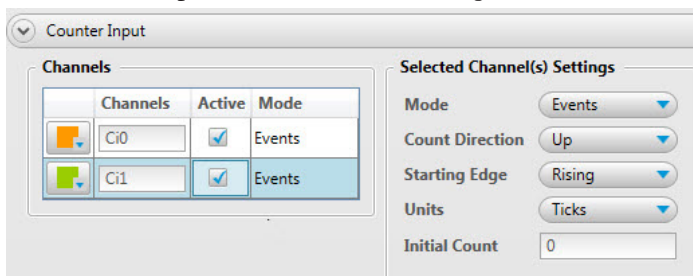 Counter Input
Channels
Channels Active Mode
Ci0 Events
Ci1 Events
Selected Channel(s) Settings
Mode Events
Count Direction Up
Starting Edge Rising
Units Ticks
Initial Count 0